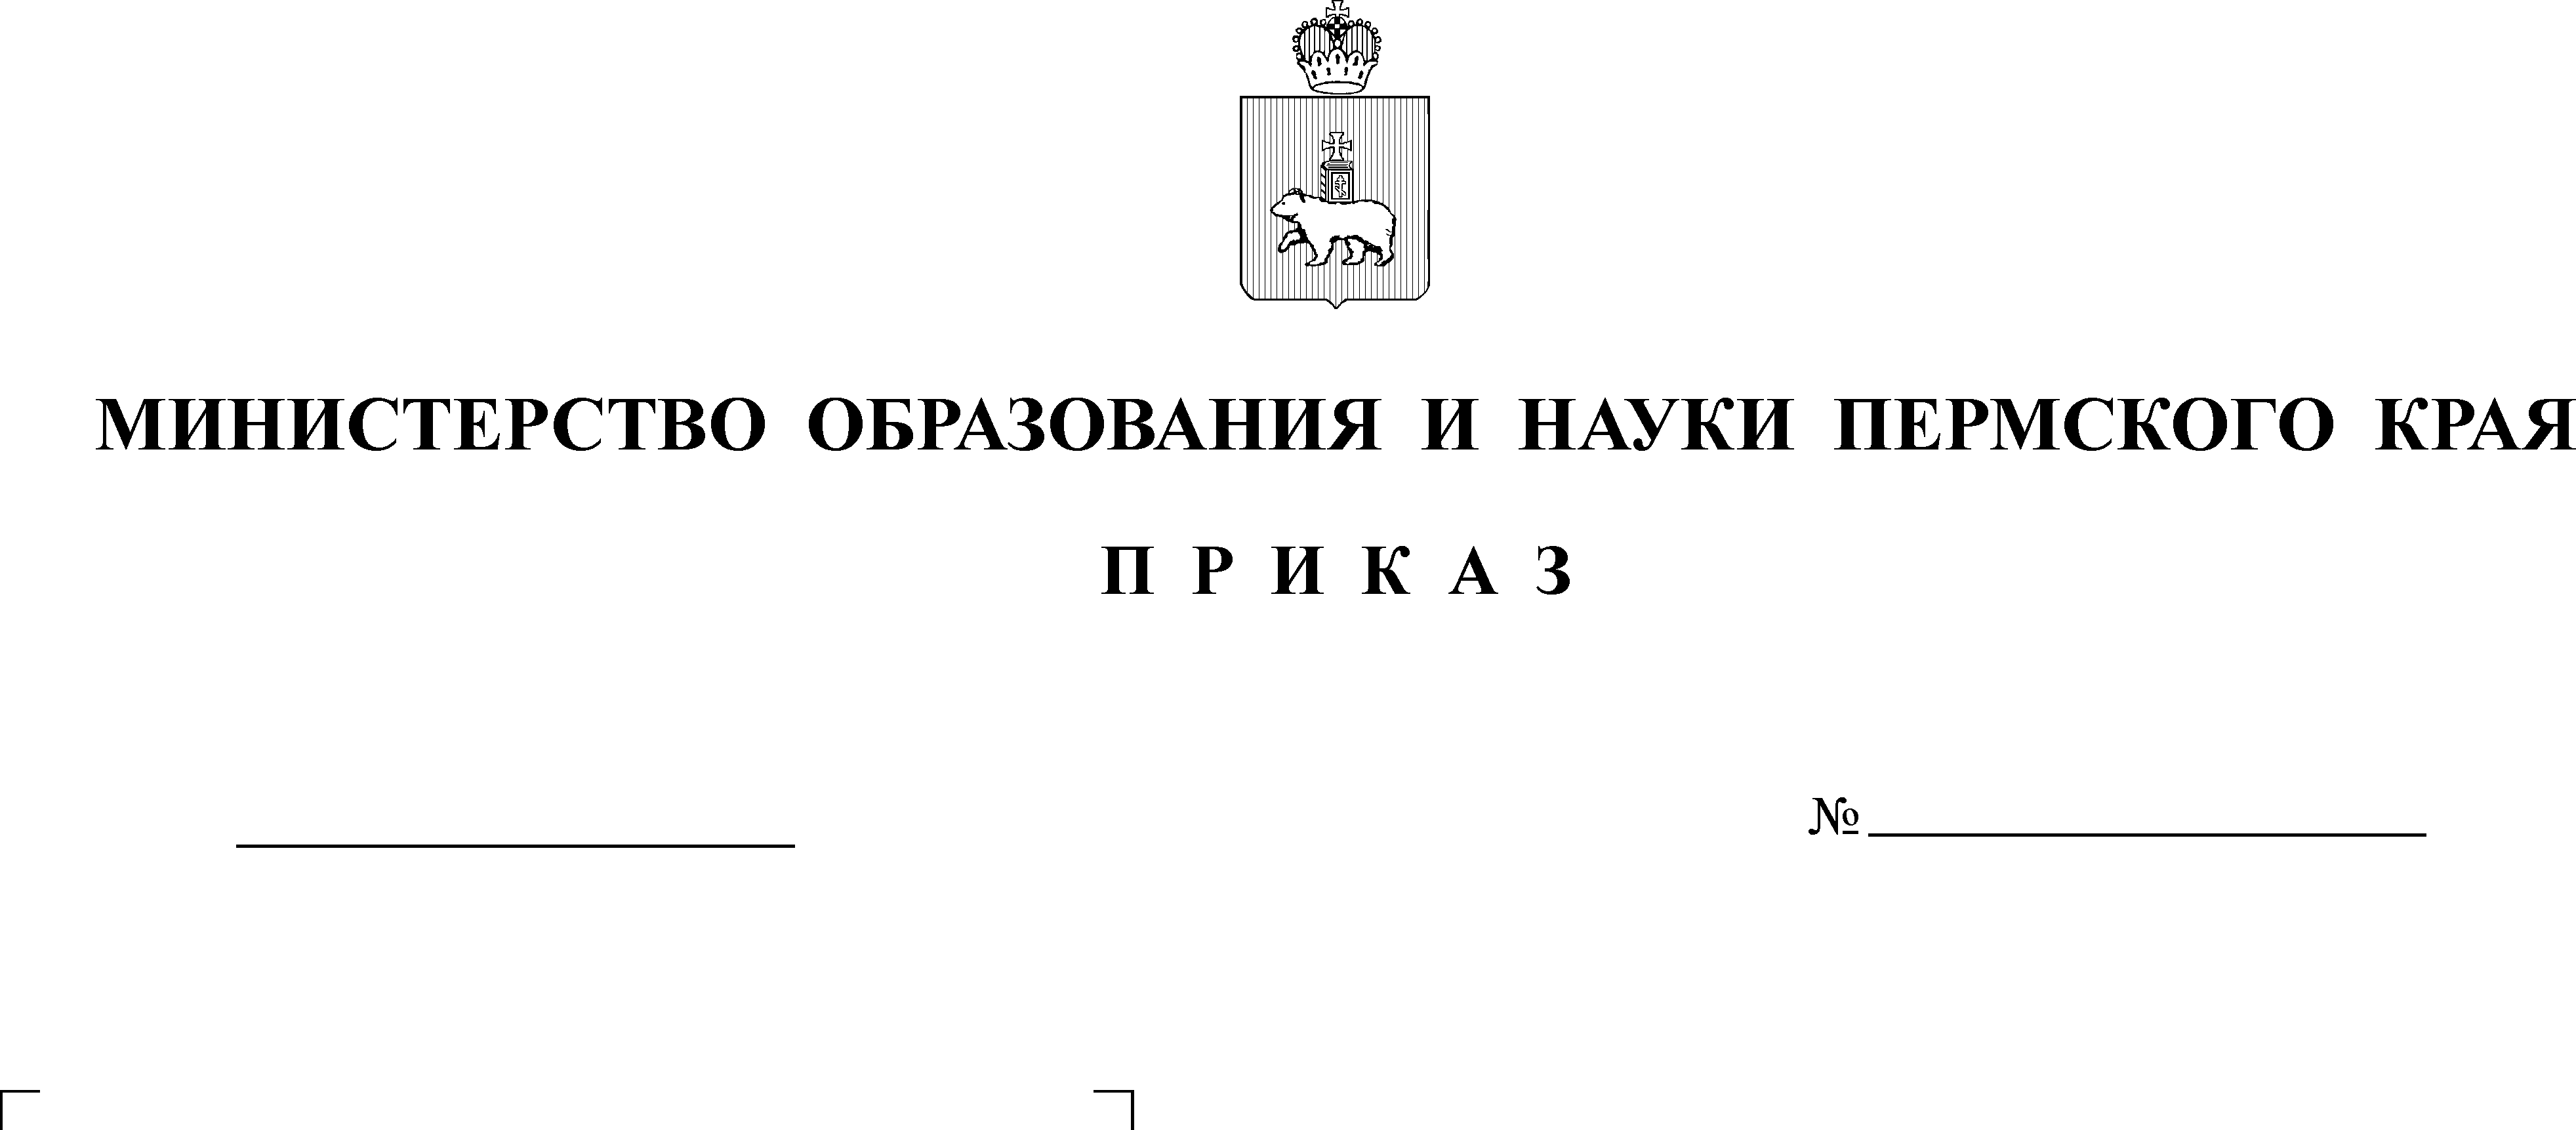 МИНИСТЕРСТВО ОБРАЗОВАНИЯ И НАУКИ ПЕРМСКОГО КРАЯ
П Р И К А З
№